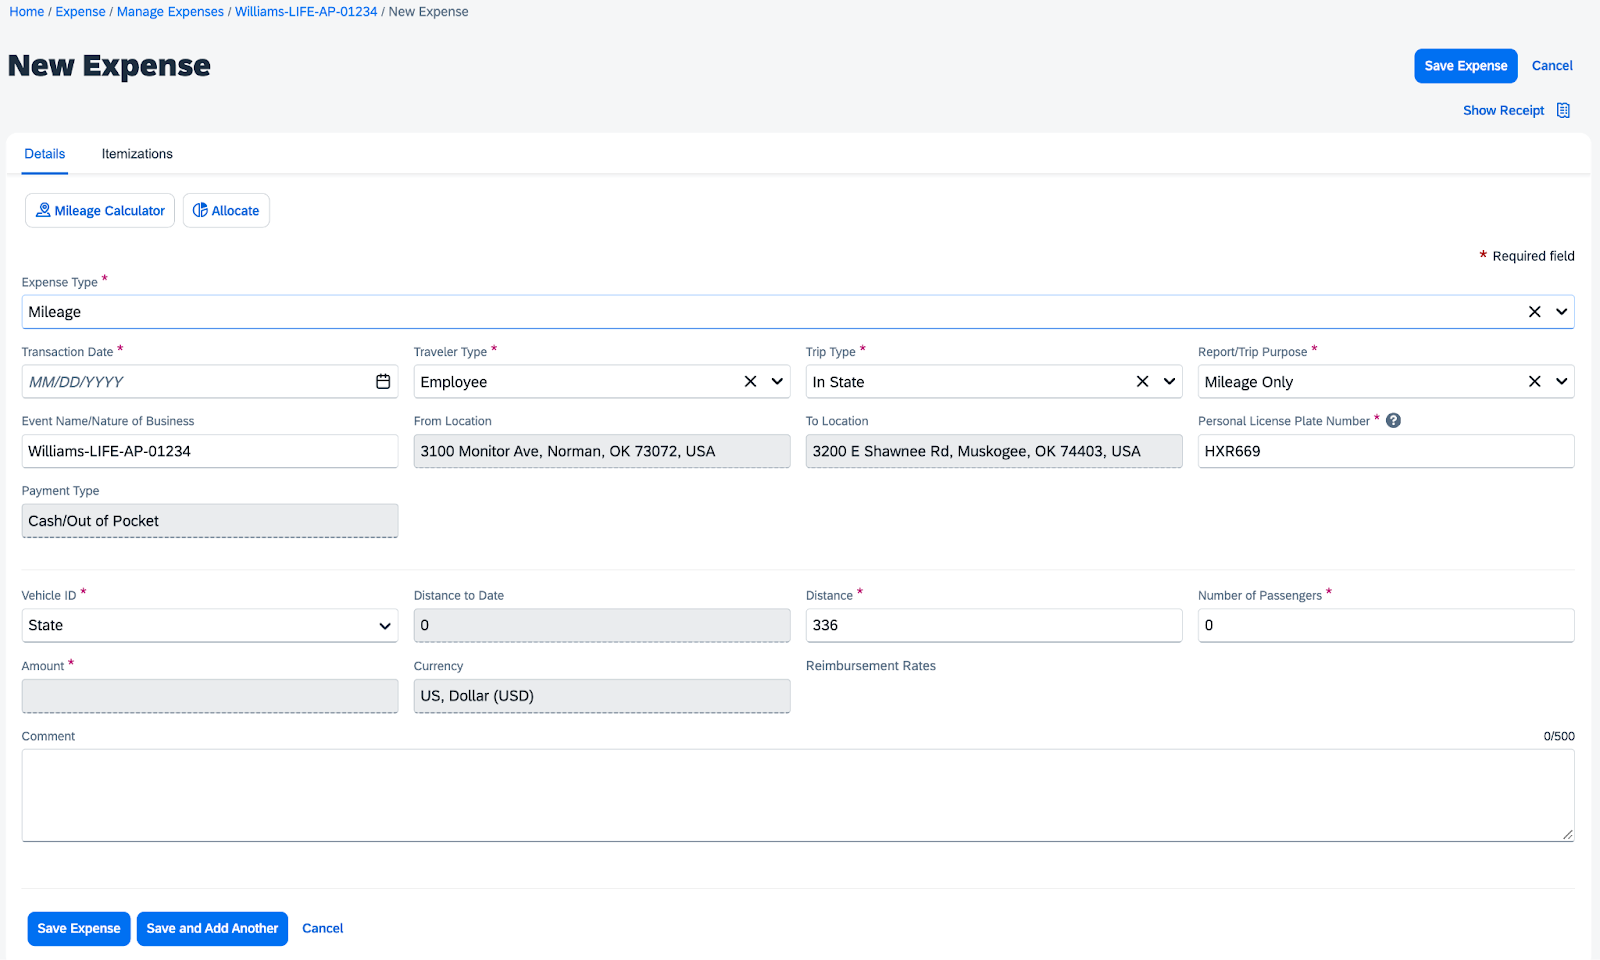 Home / Expense / Manage Expenses / Williams-LIFE-AP-01234 / New Expense
New Expense
Save Expense Cancel
Show Receipt
Details Itemizations
Mileage Calculator Allocate
* Required field
Expense Type *
Mileage
Transaction Date * Traveler Type * Trip Type * Report/Trip Purpose *
MM/DD/YYYY Employee In State Mileage Only
Event Name/Nature of Business From Location To Location Personal License Plate Number * ?
Williams-LIFE-AP-01234 3100 Monitor Ave, Norman, OK 73072, USA 3200 E Shawnee Rd, Muskogee, OK 74403, USA HXR669
Payment Type
Cash/Out of Pocket
Vehicle ID * Distance to Date Distance * Number of Passengers *
State 0 336 0
Amount * Currency Reimbursement Rates
US, Dollar (USD)
Comment 0/500
Save Expense Save and Add Another Cancel